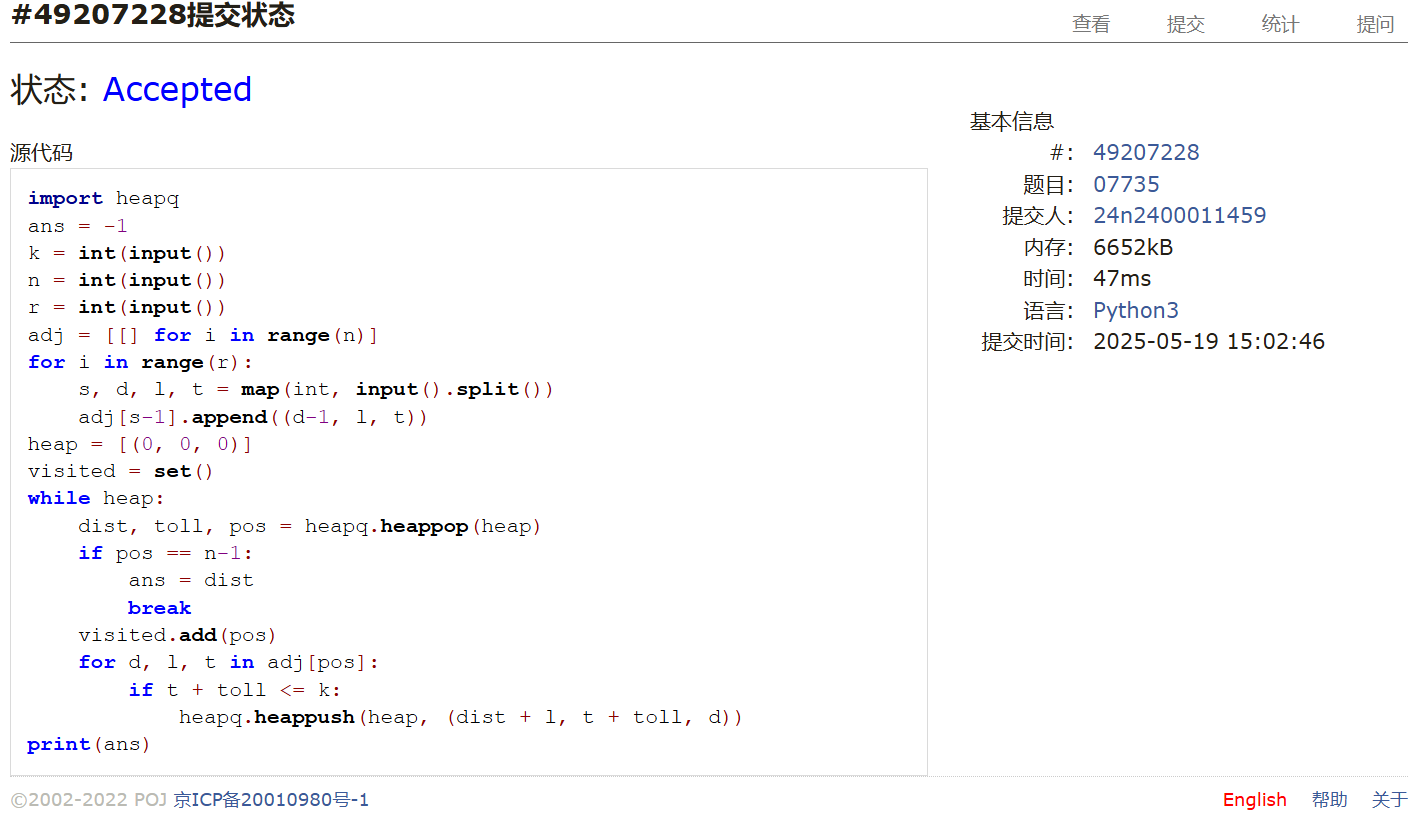 #49207228提交状态
查看 提交 统计 提问
状态: Accepted
源代码
import heapq
ans = -1
k = int(input())
n = int(input())
r = int(input())
adj = [[] for i in range(n)]
for i in range(r):
    s, d, l, t = map(int, input().split())
    adj[s-1].append((d-1, l, t))
heap = [(0, 0, 0)]
visited = set()
while heap:
    dist, toll, pos = heapq.heappop(heap)
    if pos == n-1:
        ans = dist
        break
    visited.add(pos)
    for d, l, t in adj[pos]:
        if t + toll <= k:
            heapq.heappush(heap, (dist + l, t + toll, d))
print(ans)
基本信息
#: 49207228
题目: 07735
提交人: 24n2400011459
内存: 6652kB
时间: 47ms
语言: Python3
提交时间: 2025-05-19 15:02:46
©2002-2022 POJ 京ICP备20010980号-1
English 帮助 关于